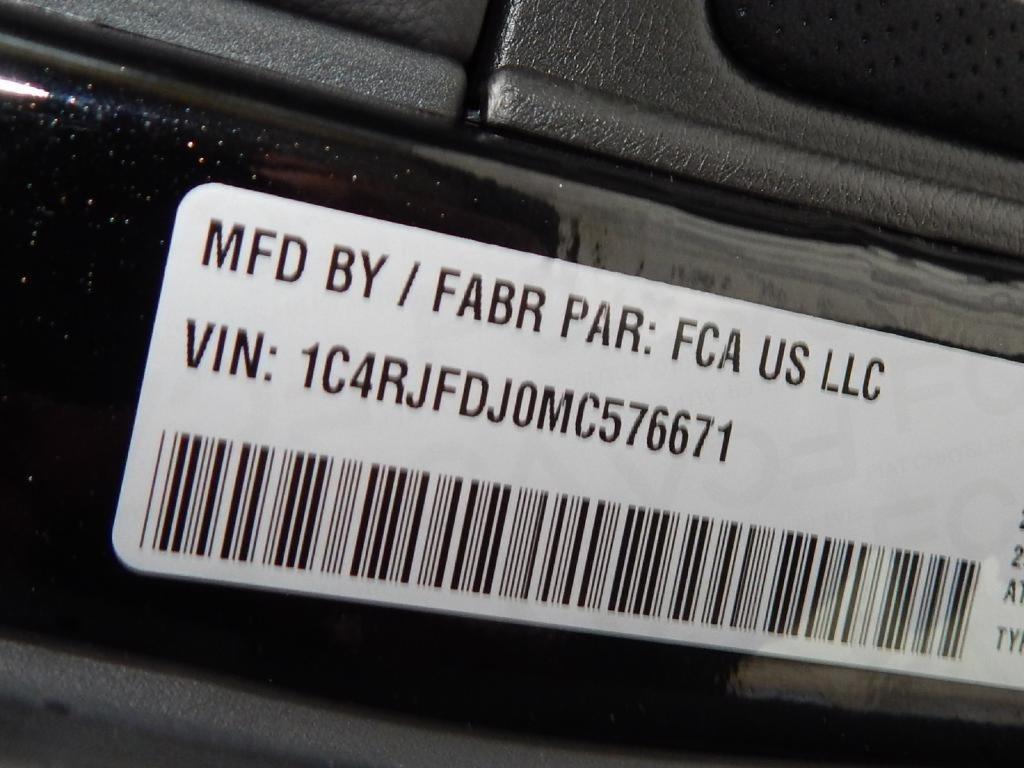 MFD BY / FABR PAR: FCA US LLC
VIN: 1C4RJFDJ0MC576671